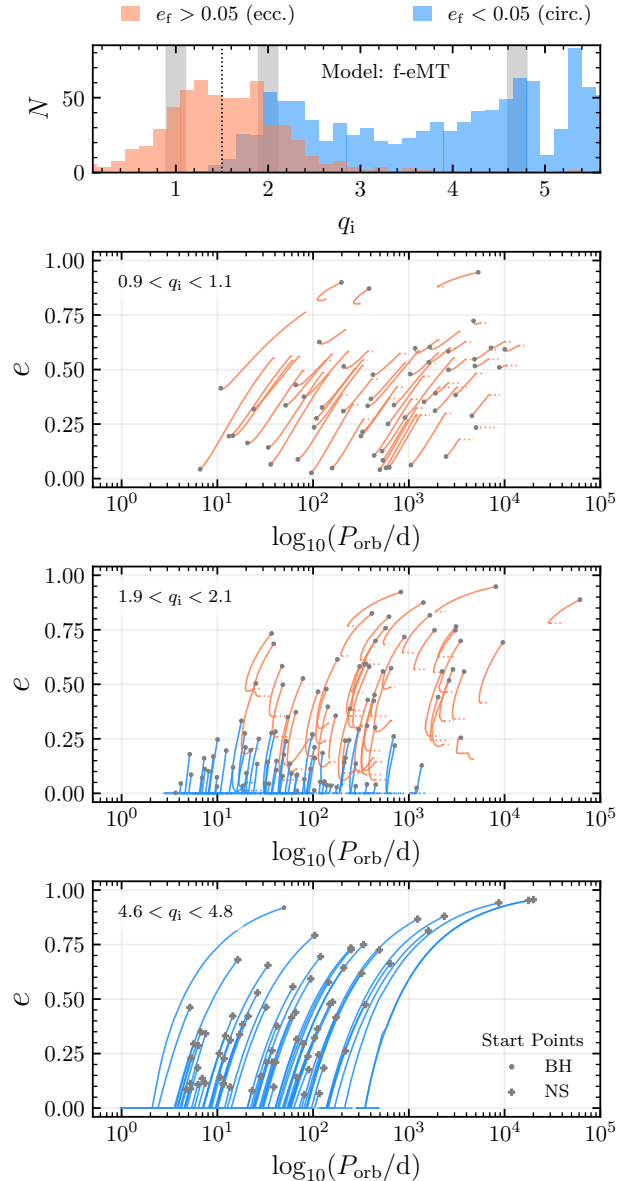 e_f > 0.05 (ecc.) e_f < 0.05 (circ.)
Model: f-eMT
N
50
0
1 2 3 4 5
q_i
0.9 < q_i < 1.1
e
1.00
0.75
0.50
0.25
0.00
10^0 10^1 10^2 10^3 10^4 10^5
log_10(P_orb/d)
1.9 < q_i < 2.1
e
1.00
0.75
0.50
0.25
0.00
10^0 10^1 10^2 10^3 10^4 10^5
log_10(P_orb/d)
4.6 < q_i < 4.8
e
1.00
0.75
0.50
0.25
0.00
Start Points
BH
NS
10^0 10^1 10^2 10^3 10^4 10^5
log_10(P_orb/d)